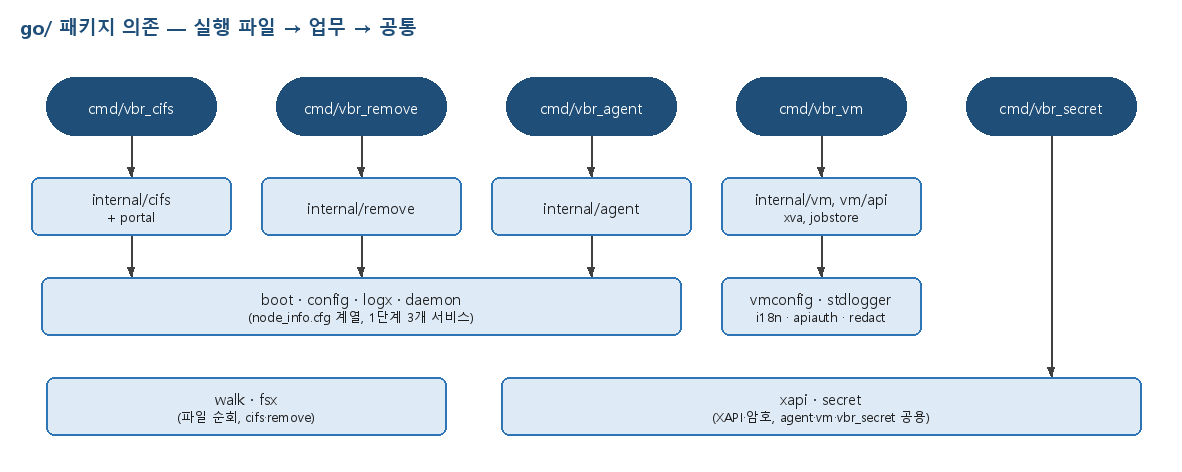 go/ 패키지 의존 — 실행 파일 → 업무 → 공통
cmd/vbr_cifs
cmd/vbr_remove
cmd/vbr_agent
cmd/vbr_vm
cmd/vbr_secret
internal/cifs
+ portal
internal/remove
internal/agent
internal/vm, vm/api
xva, jobstore
boot · config · logx · daemon
(node_info.cfg 계열, 1단계 3개 서비스)
vmconfig · stdlogger
i18n · apiauth · redact
walk · fsx
(파일 순회, cifs·remove)
xapi · secret
(XAPI·암호, agent·vm·vbr_secret 공용)